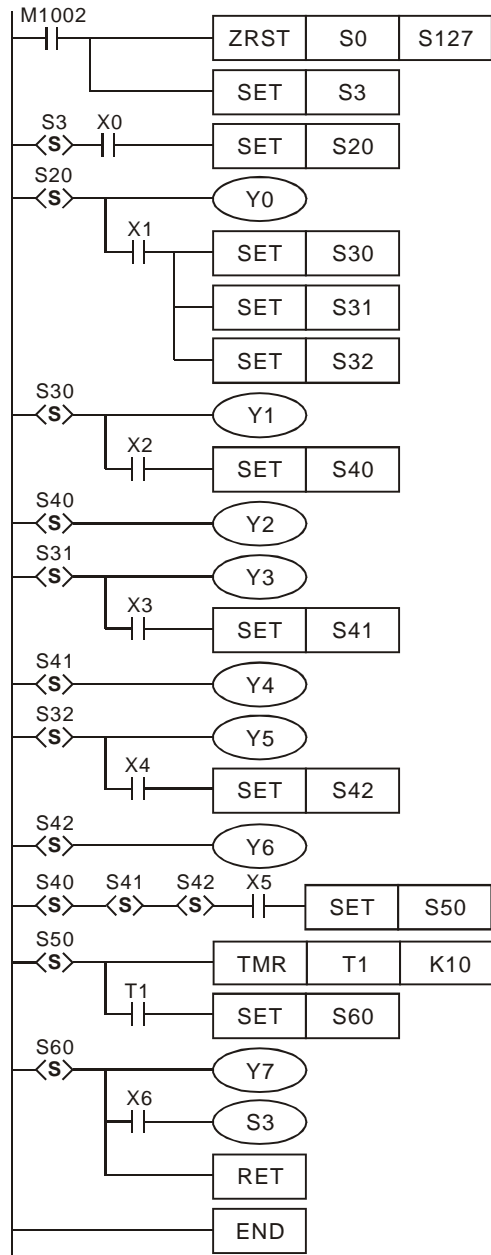 M1002
ZRST S0 S127
SET S3
S3 X0
S SET S20
S20
S Y0
X1
SET S30
SET S31
SET S32
S30
S Y1
X2
SET S40
S40
S Y2
S31
S Y3
X3
SET S41
S41
S Y4
S32
S Y5
X4
SET S42
S42
S Y6
S40 S41 S42 X5
S S S SET S50
S50
S TMR T1 K10
T1
SET S60
S60
S Y7
X6
S3
RET
END